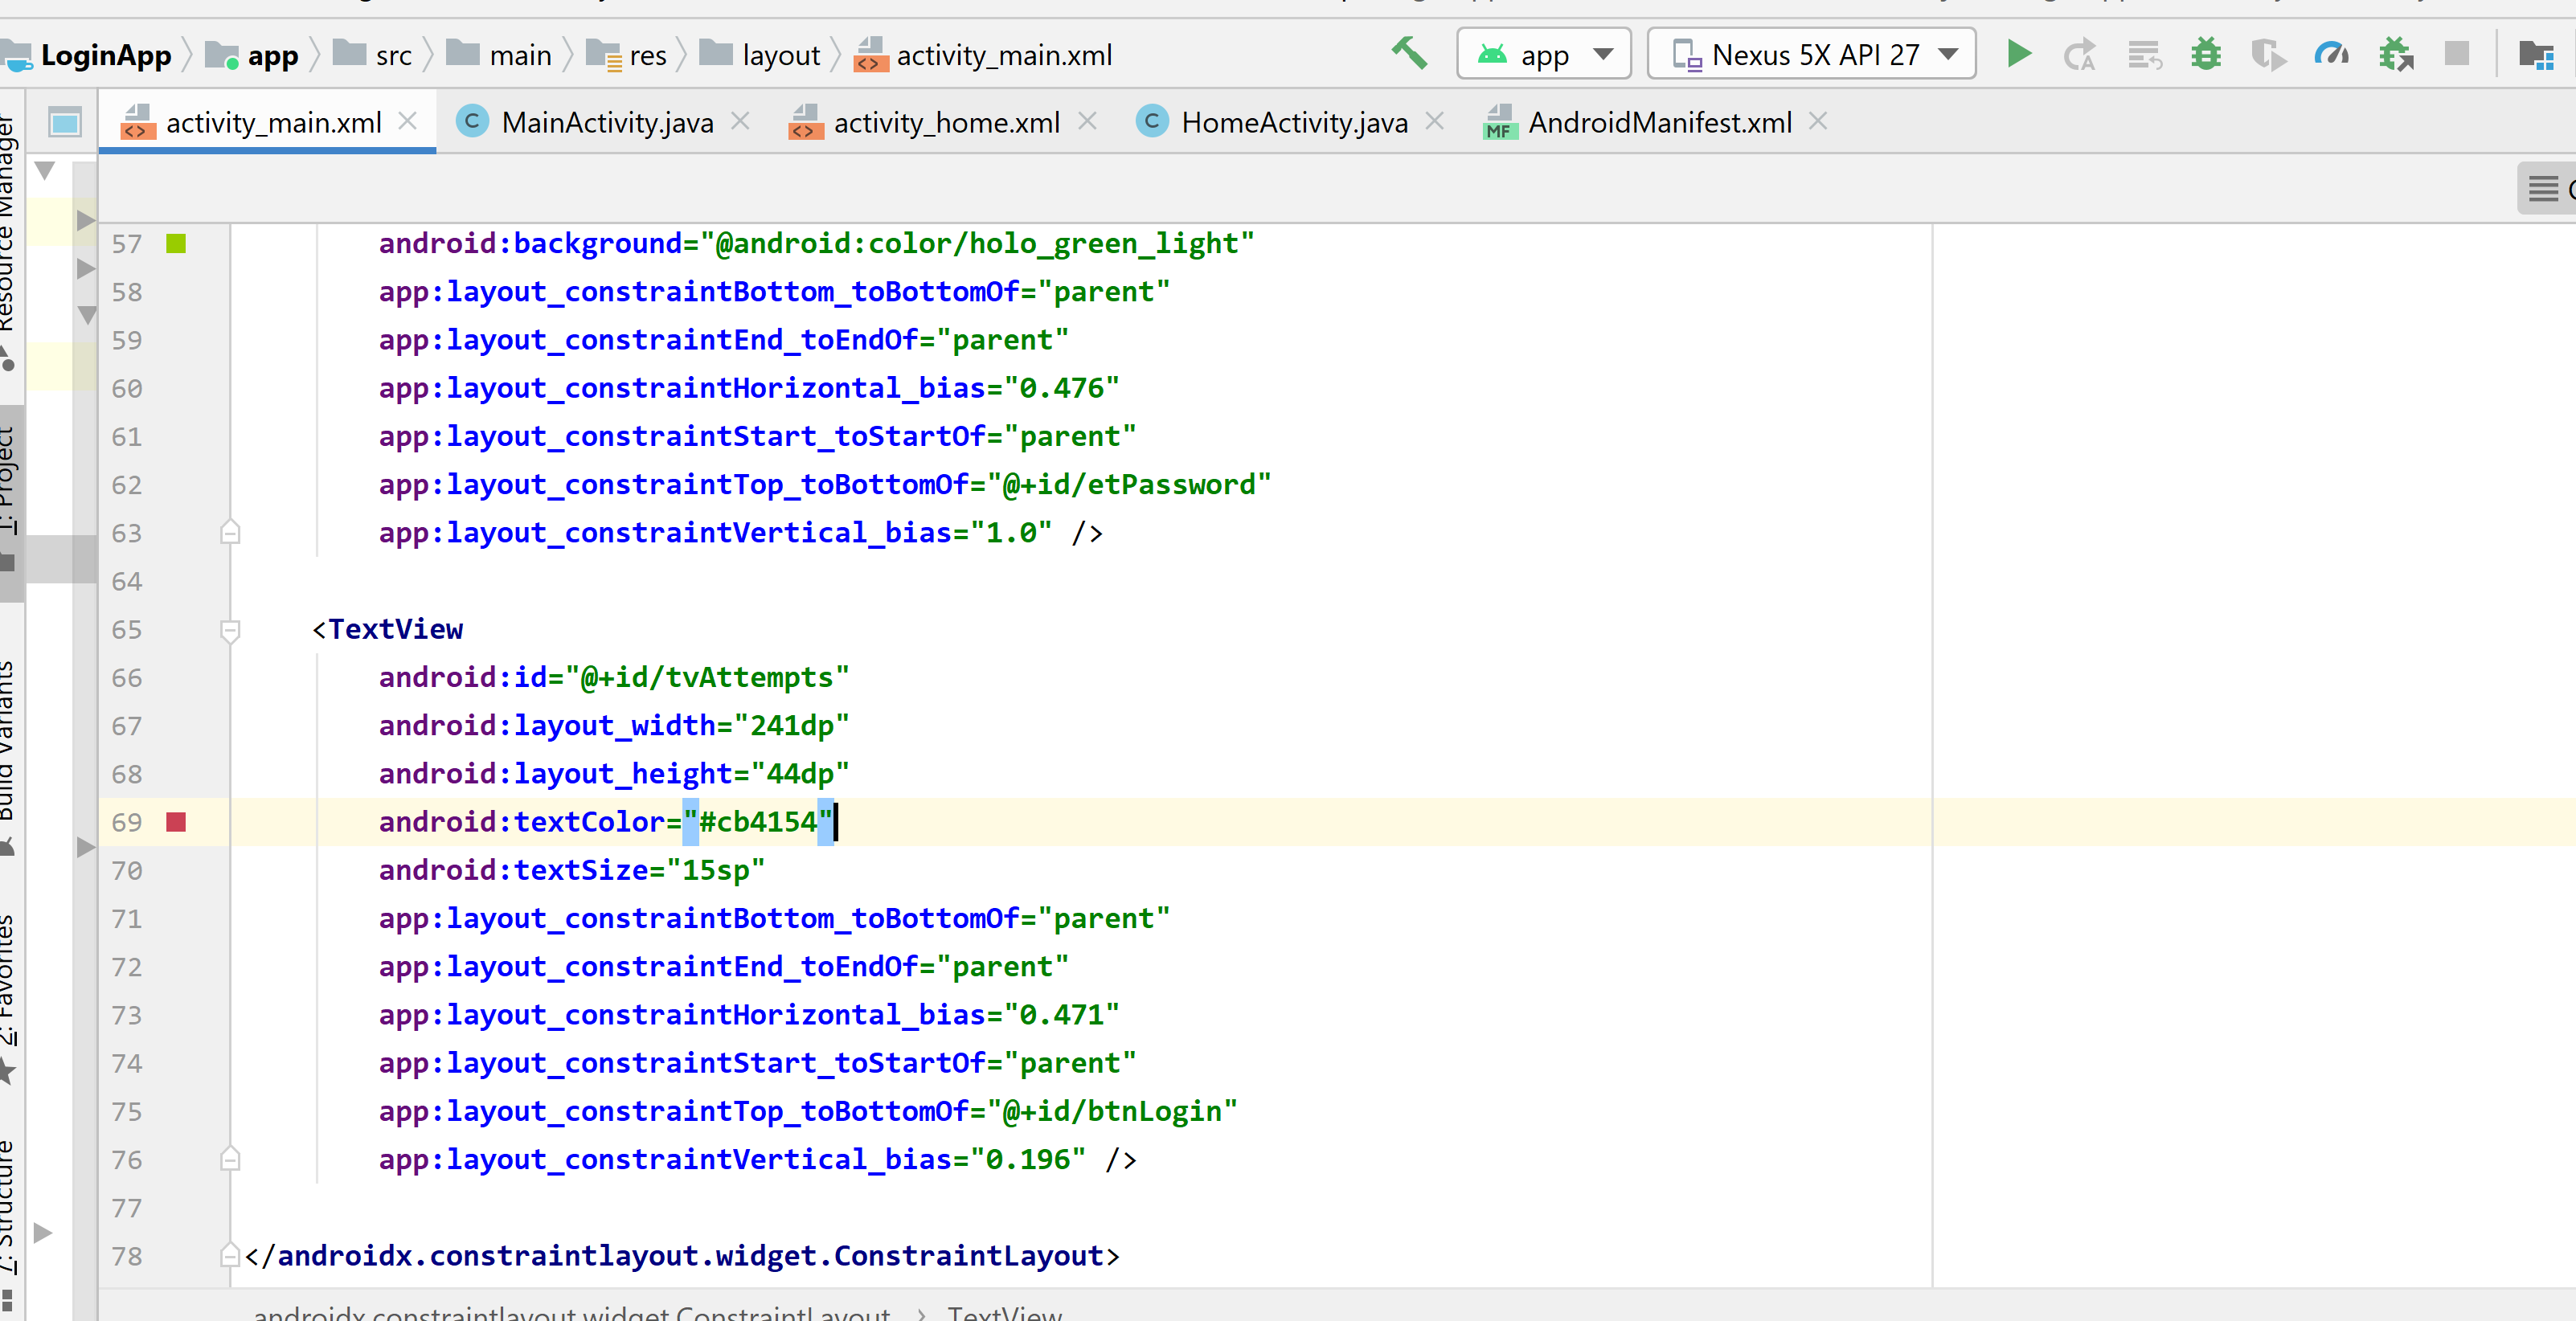 LoginApp app src main res layout activity_main.xml app Nexus 5X API 27
activity_main.xml MainActivity.java activity_home.xml HomeActivity.java AndroidManifest.xml
Resource Manager
1: Project
Build Variants
2: Favorites
7: Structure
57 android:background="@android:color/holo_green_light"
58 app:layout_constraintBottom_toBottomOf="parent"
59 app:layout_constraintEnd_toEndOf="parent"
60 app:layout_constraintHorizontal_bias="0.476"
61 app:layout_constraintStart_toStartOf="parent"
62 app:layout_constraintTop_toBottomOf="@+id/etPassword"
63 app:layout_constraintVertical_bias="1.0" />
64
65 <TextView
66 android:id="@+id/tvAttempts"
67 android:layout_width="241dp"
68 android:layout_height="44dp"
69 android:textColor="#cb4154"
70 android:textSize="15sp"
71 app:layout_constraintBottom_toBottomOf="parent"
72 app:layout_constraintEnd_toEndOf="parent"
73 app:layout_constraintHorizontal_bias="0.471"
74 app:layout_constraintStart_toStartOf="parent"
75 app:layout_constraintTop_toBottomOf="@+id/btnLogin"
76 app:layout_constraintVertical_bias="0.196" />
77
78 </androidx.constraintlayout.widget.ConstraintLayout>
androidx.constraintlayout.widget.ConstraintLayout › TextView